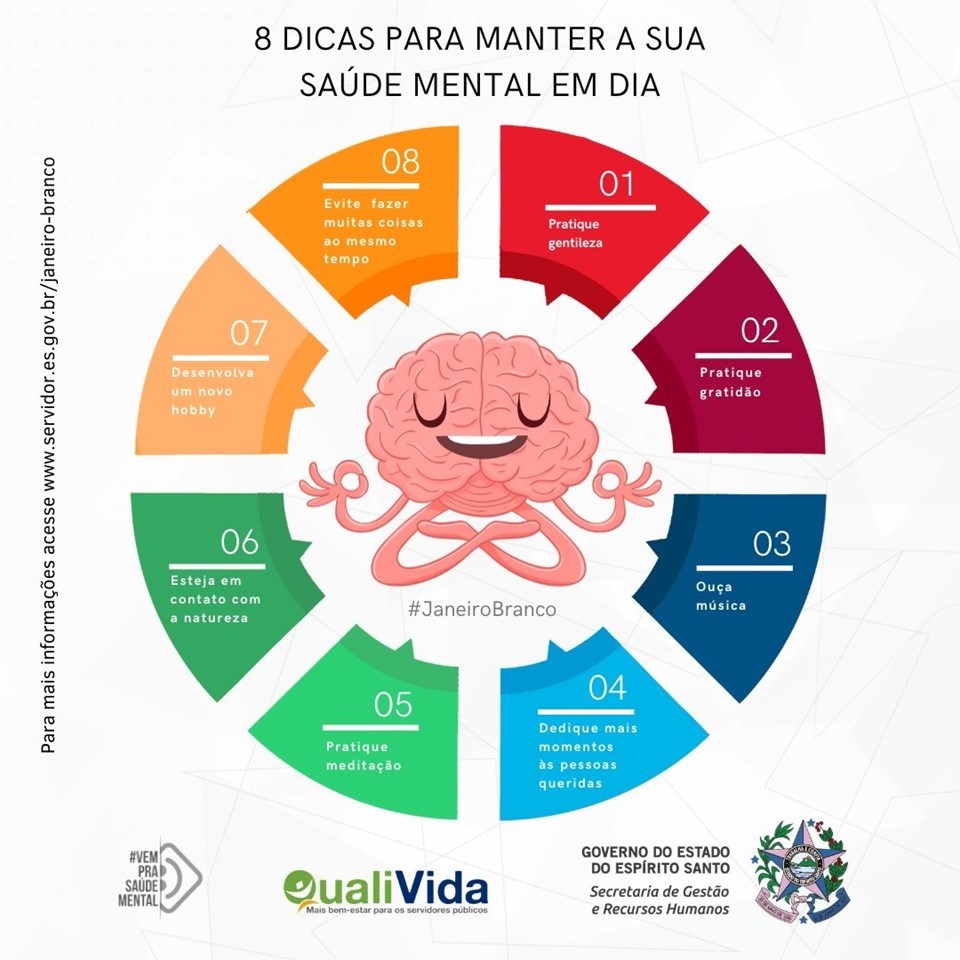 8 DICAS PARA MANTER A SUA
SAÚDE MENTAL EM DIA
01
Pratique
gentileza
02
Pratique
gratidão
03
Ouça
música
04
Dedique mais
momentos
às pessoas
queridas
05
Pratique
meditação
06
Esteja em
contato com
a natureza
07
Desenvolva
um novo
hobby
08
Evite fazer
muitas coisas
ao mesmo
tempo
#JaneiroBranco
Para mais informações acesse www.servidor.es.gov.br/janeiro-branco
#VEM
PRA
SAÚDE
MENTAL
QualiVida
Mais bem-estar para os servidores públicos
GOVERNO DO ESTADO
DO ESPÍRITO SANTO
Secretaria de Gestão
e Recursos Humanos